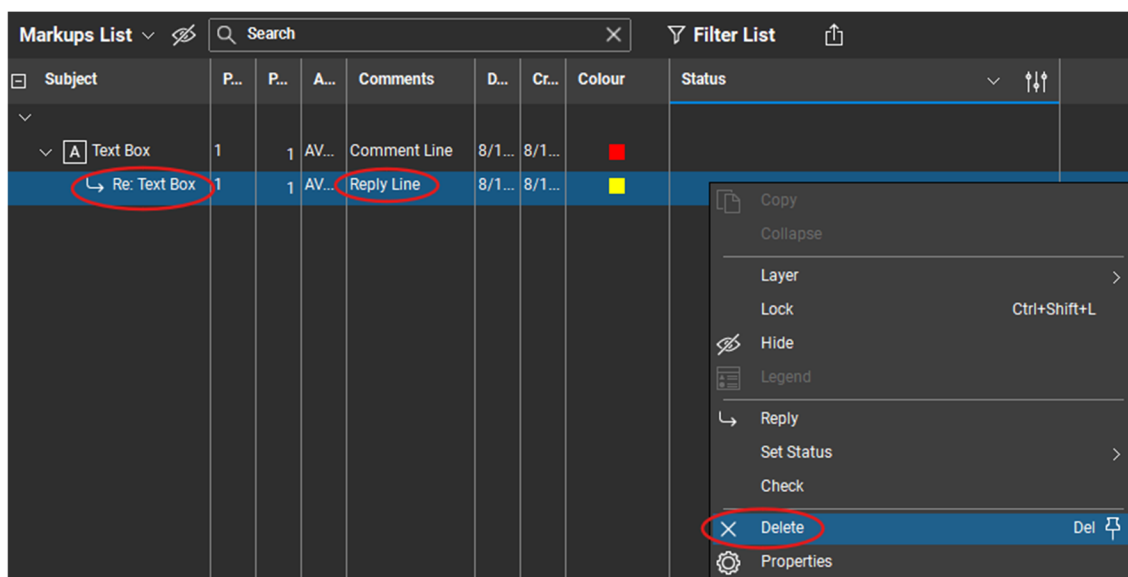 Markups List Search Filter List
Subject P... P... A... Comments D... Cr... Colour Status
A Text Box 1 1 AV... Comment Line 8/1... 8/1...
Re: Text Box 1 1 AV... Reply Line 8/1... 8/1...
Copy
Collapse
Layer
Lock Ctrl+Shift+L
Hide
Legend
Reply
Set Status
Check
Delete Del
Properties